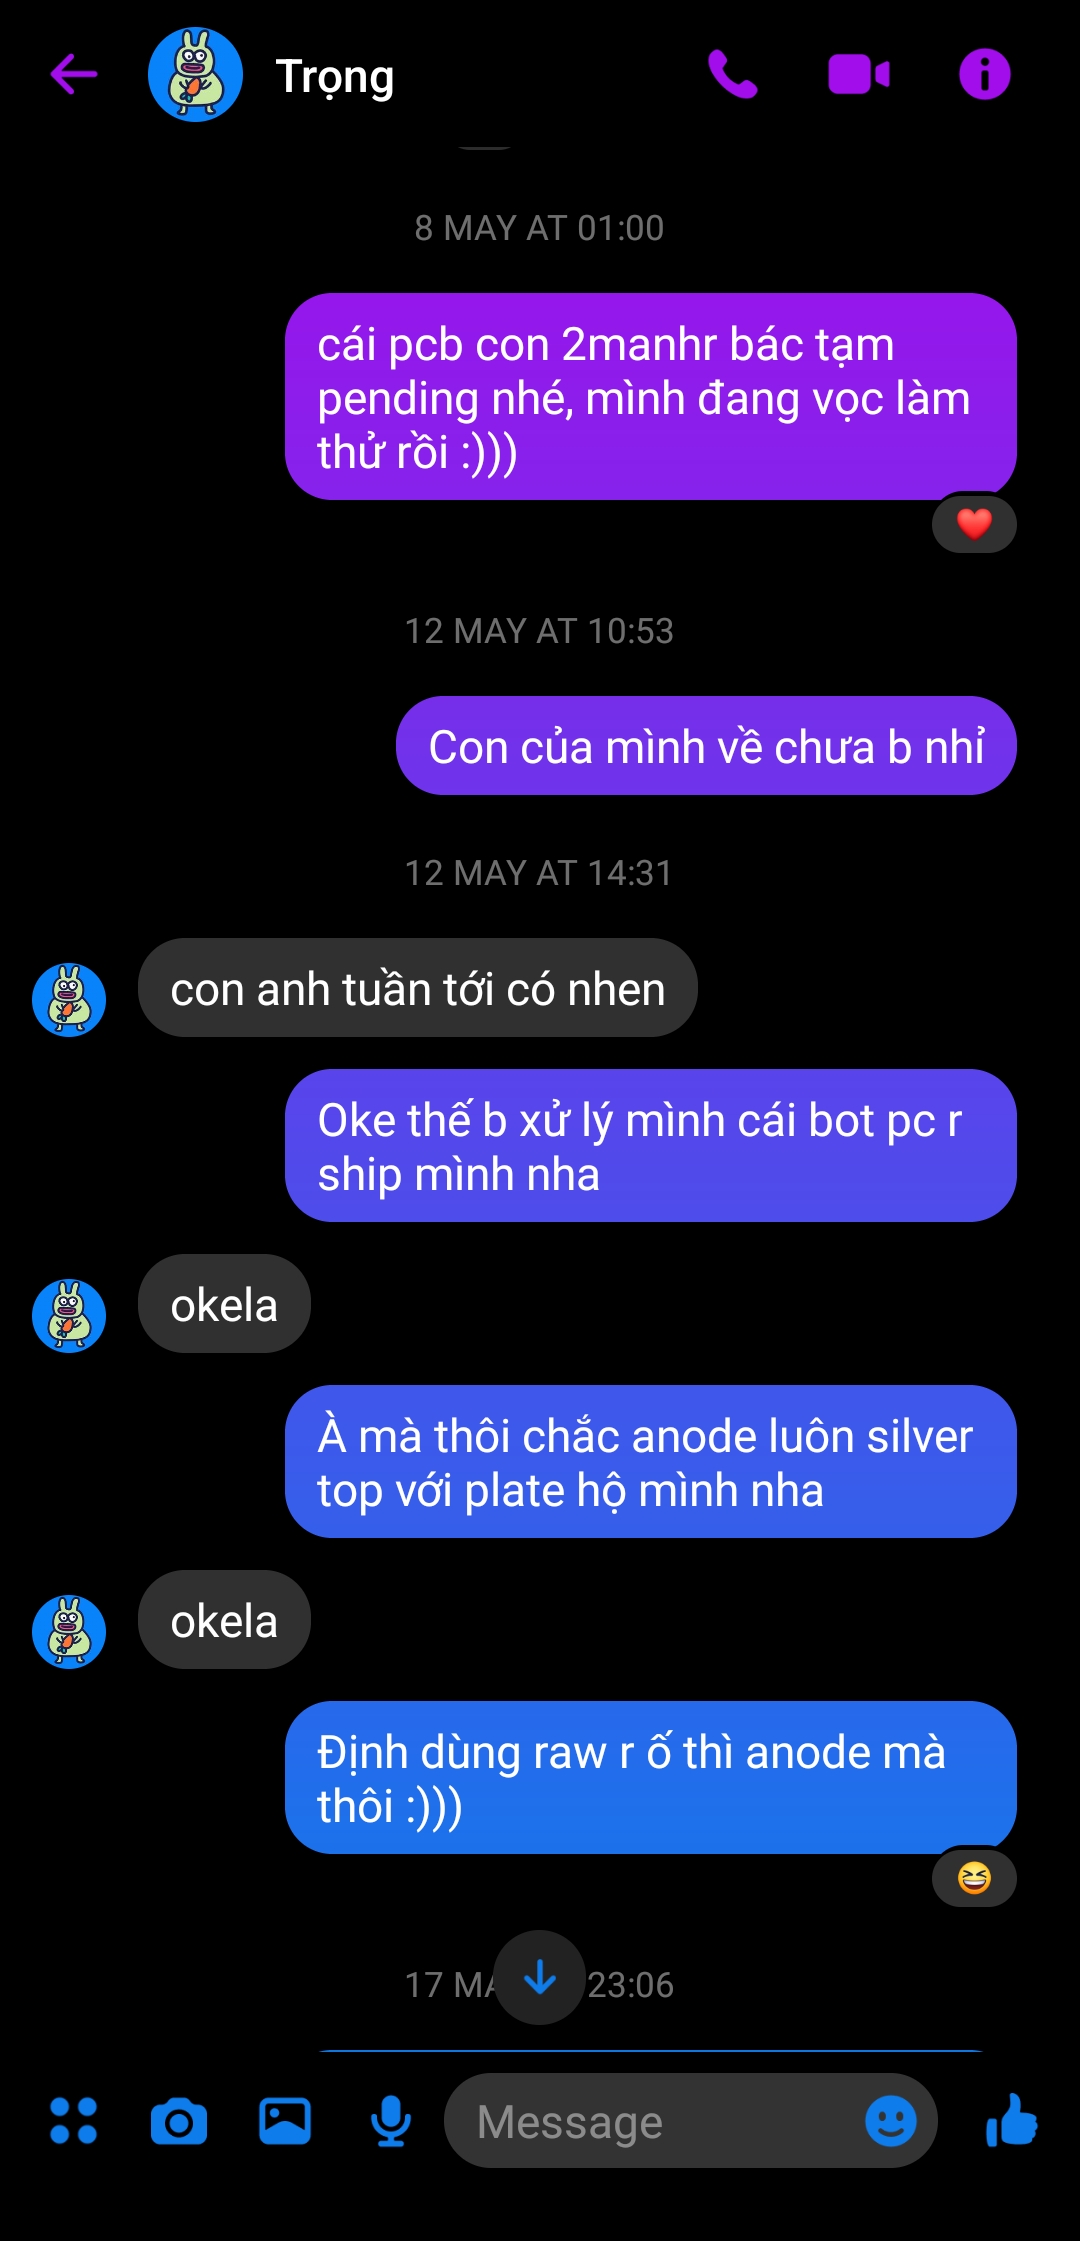 Trọng
8 MAY AT 01:00
cái pcb con 2manhr bác tạm
pending nhé, mình đang vọc làm
thử rồi :)))
❤️
12 MAY AT 10:53
Con của mình về chưa b nhỉ
12 MAY AT 14:31
con anh tuần tới có nhen
Oke thế b xử lý mình cái bot pc r
ship mình nha
okela
À mà thôi chắc anode luôn silver
top với plate hộ mình nha
okela
Định dùng raw r ố thì anode mà
thôi :)))
😆
17 23:06
Message